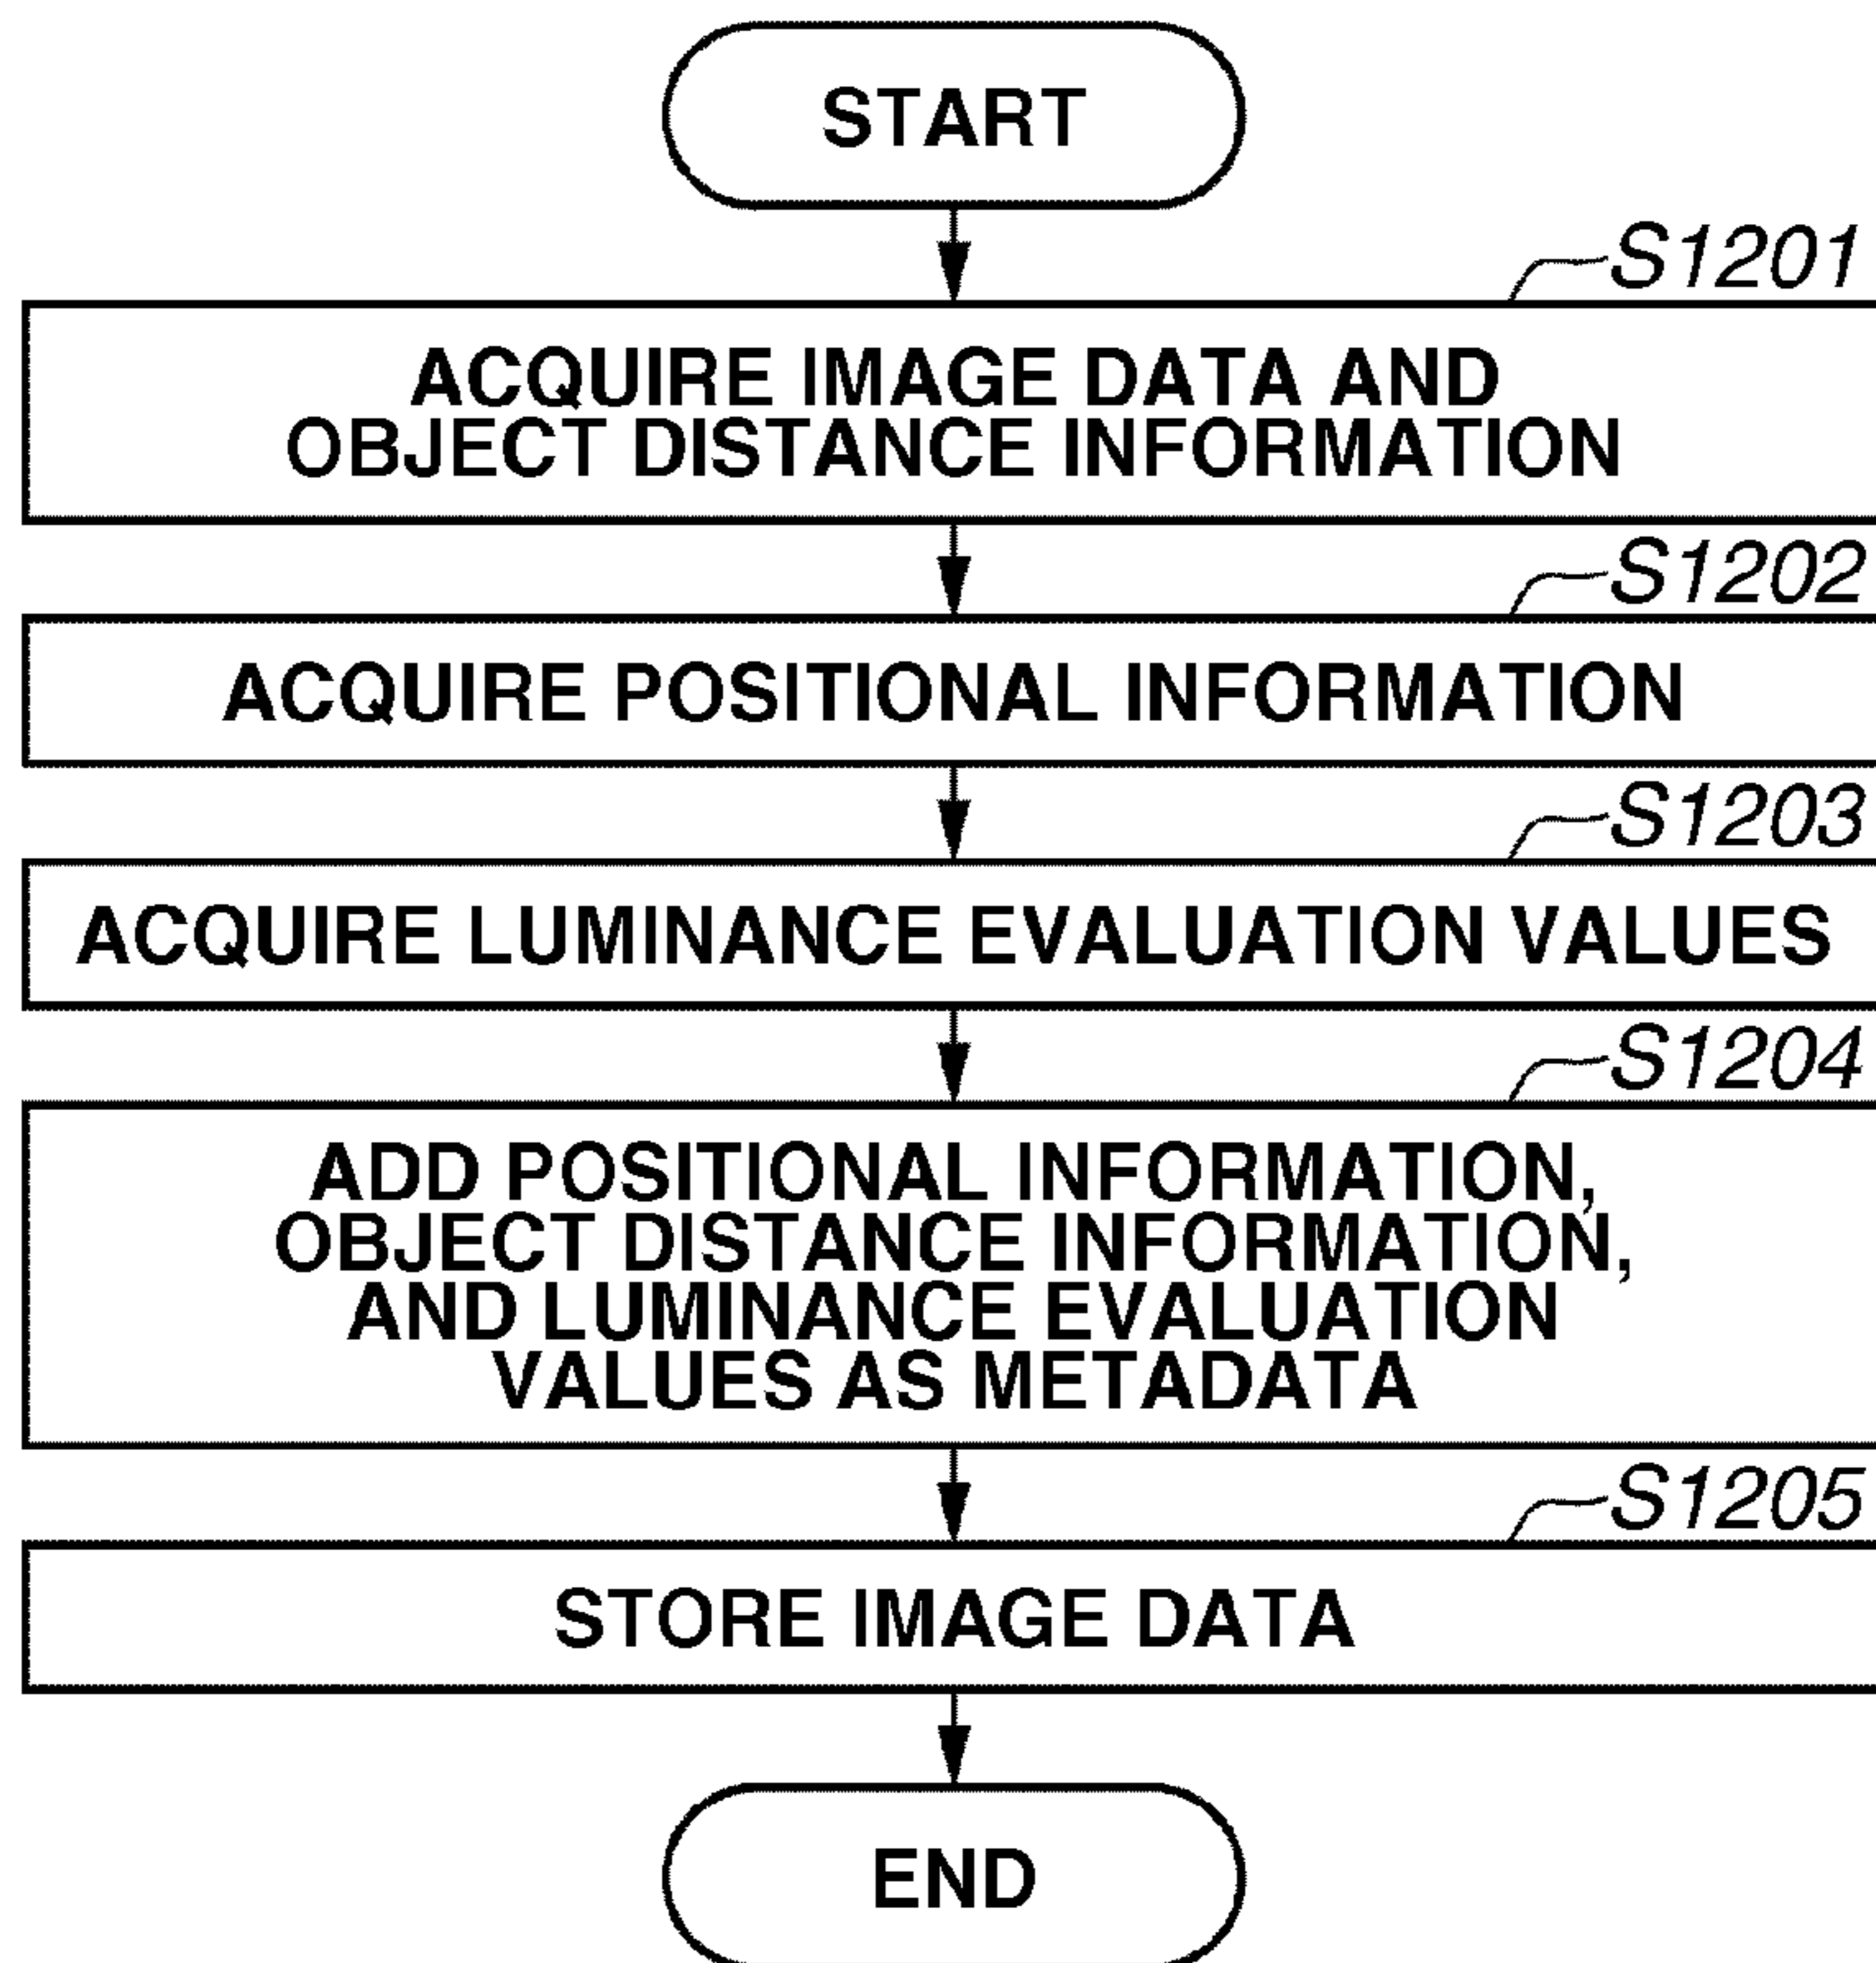 START
S1201
ACQUIRE IMAGE DATA AND
OBJECT DISTANCE INFORMATION
S1202
ACQUIRE POSITIONAL INFORMATION
S1203
ACQUIRE LUMINANCE EVALUATION VALUES
S1204
ADD POSITIONAL INFORMATION,
OBJECT DISTANCE INFORMATION,
AND LUMINANCE EVALUATION
VALUES AS METADATA
S1205
STORE IMAGE DATA
END